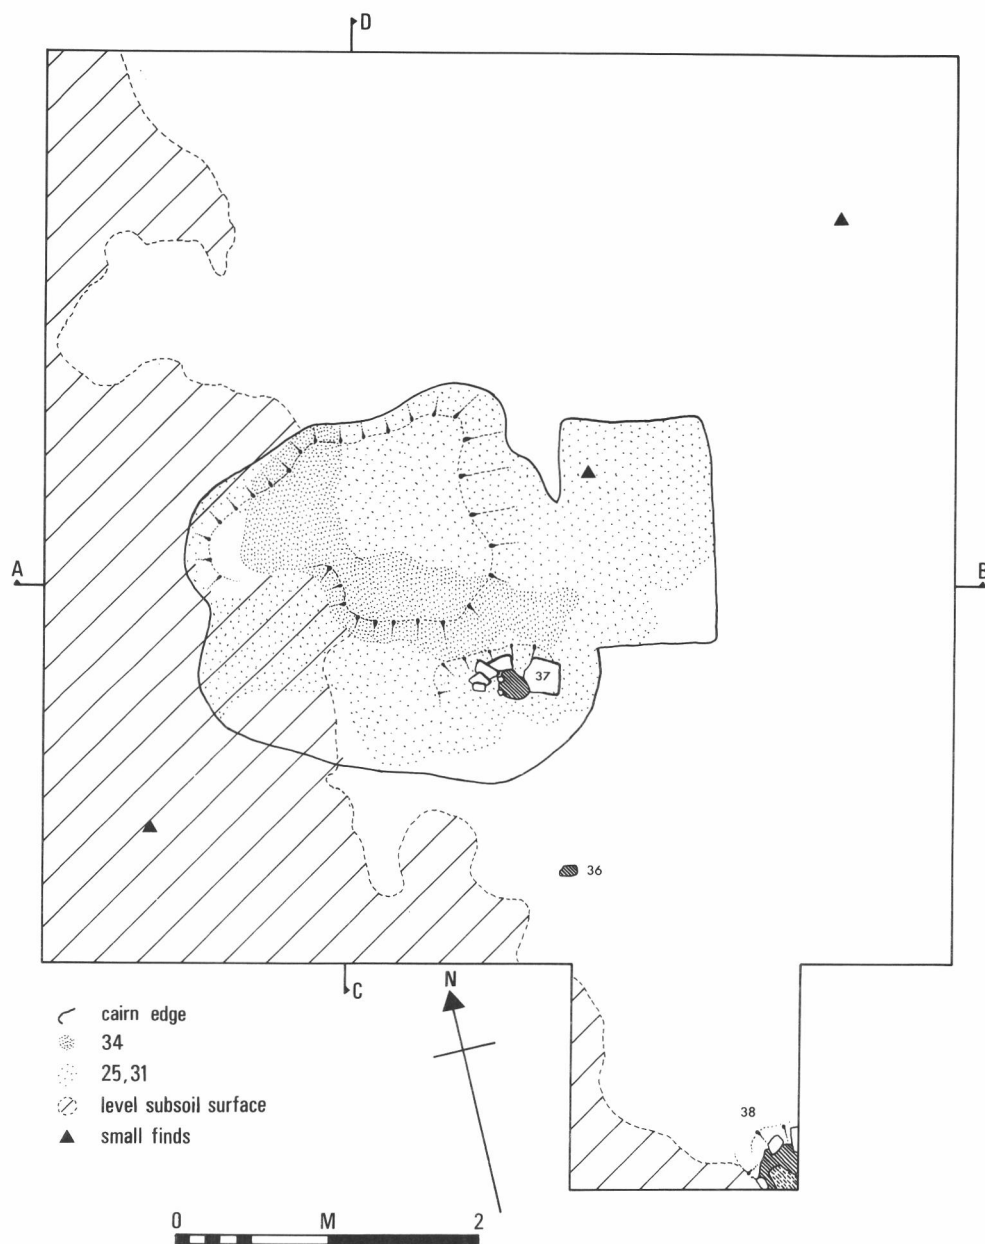 D
A
B
37
36
C
N
cairn edge
34
25,31
level subsoil surface
small finds
38
0 M 2